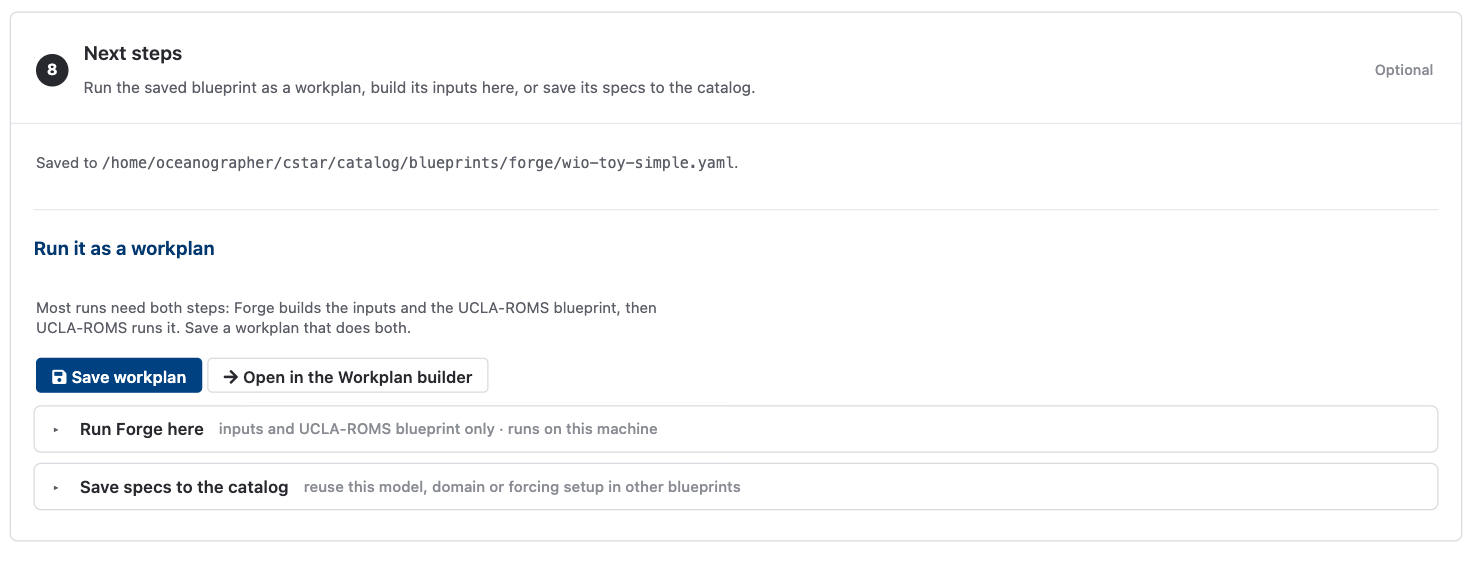 8
Next steps
Run the saved blueprint as a workplan, build its inputs here, or save its specs to the catalog.
Optional
Saved to /home/oceanographer/cstar/catalog/blueprints/forge/wio-toy-simple.yaml.
Run it as a workplan
Most runs need both steps: Forge builds the inputs and the UCLA-ROMS blueprint, then
UCLA-ROMS runs it. Save a workplan that does both.
Save workplan
Open in the Workplan builder
Run Forge here inputs and UCLA-ROMS blueprint only · runs on this machine
Save specs to the catalog reuse this model, domain or forcing setup in other blueprints